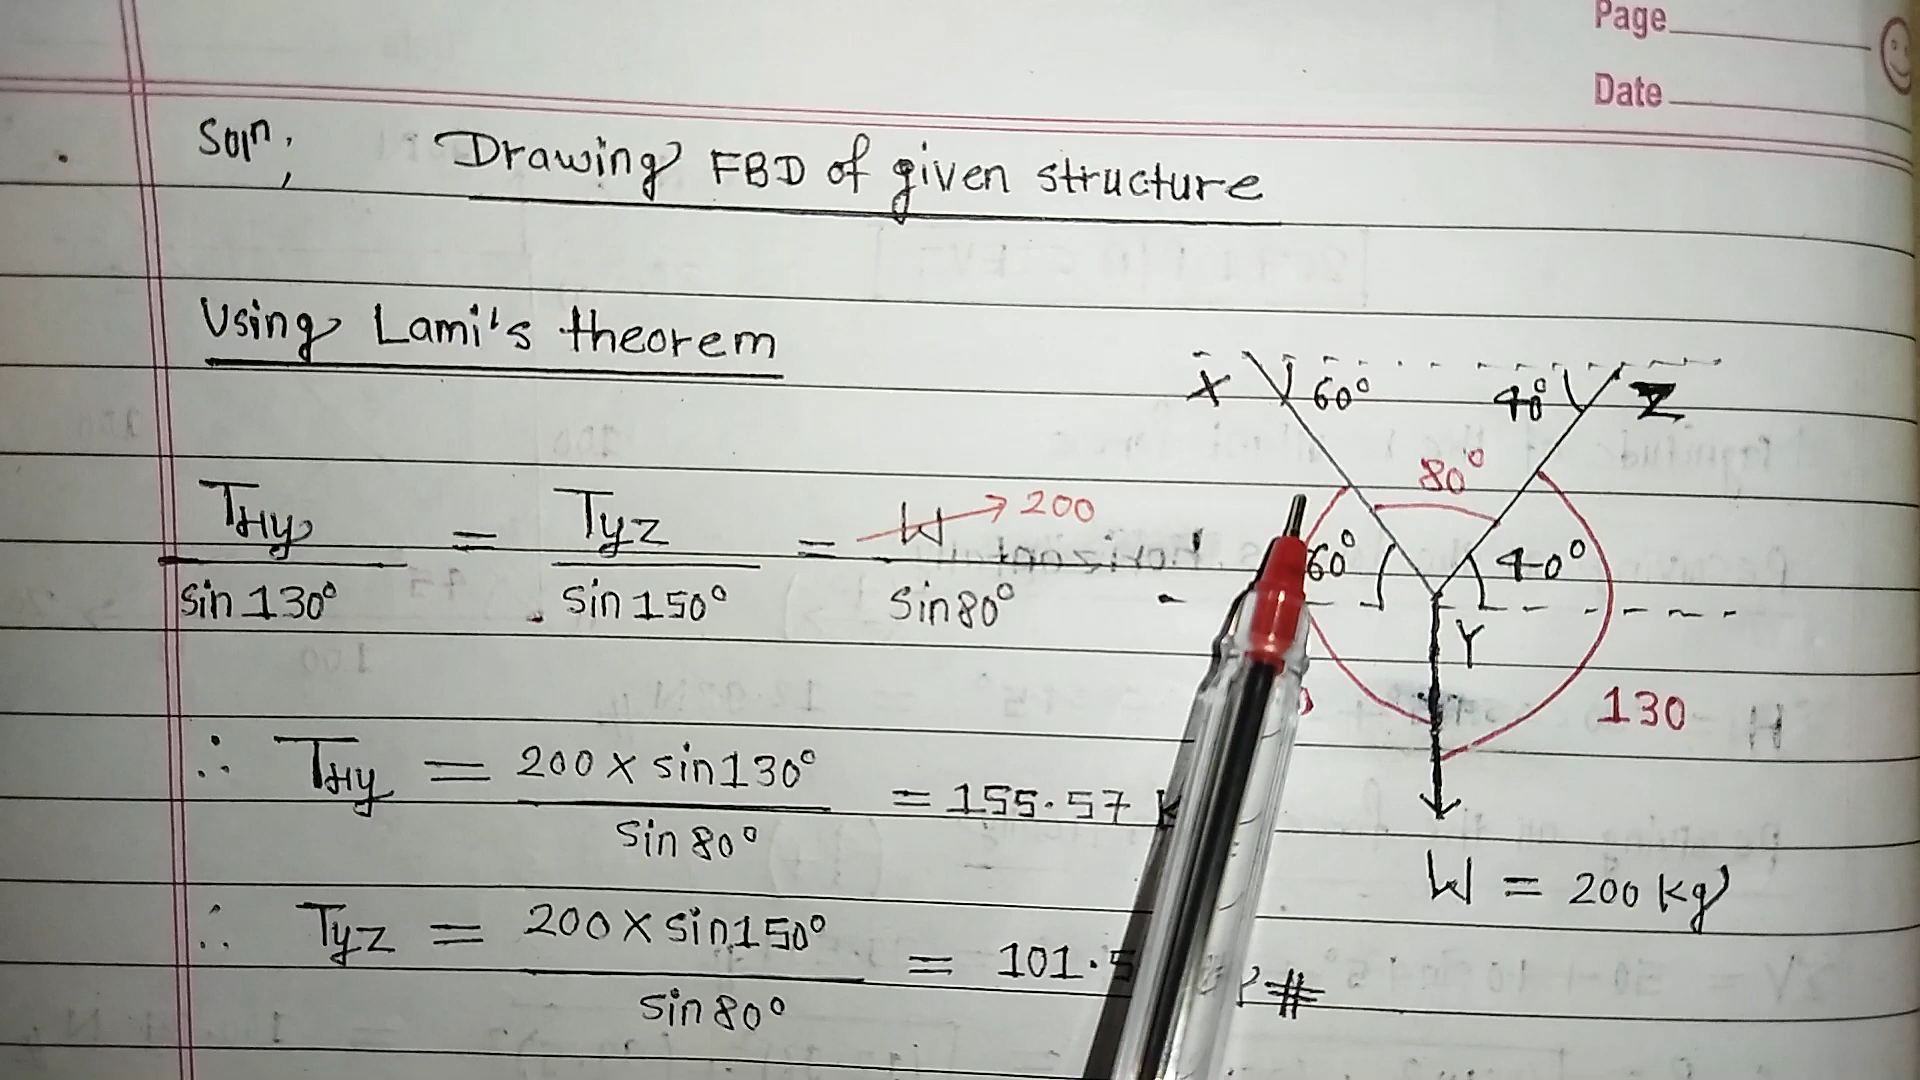 Page
Date
Soln, Drawing FBD of given structure
Using Lami's theorem
X 60° 40° Z
80°
60° 40°
Y
130
THy / sin 130° = Tyz / sin 150° = W → 200 / sin 80°
∴ THy = 200 × sin 130° / sin 80° = 155.57 K
∴ Tyz = 200 × sin 150° / sin 80° = 101.5 #
W = 200 kg